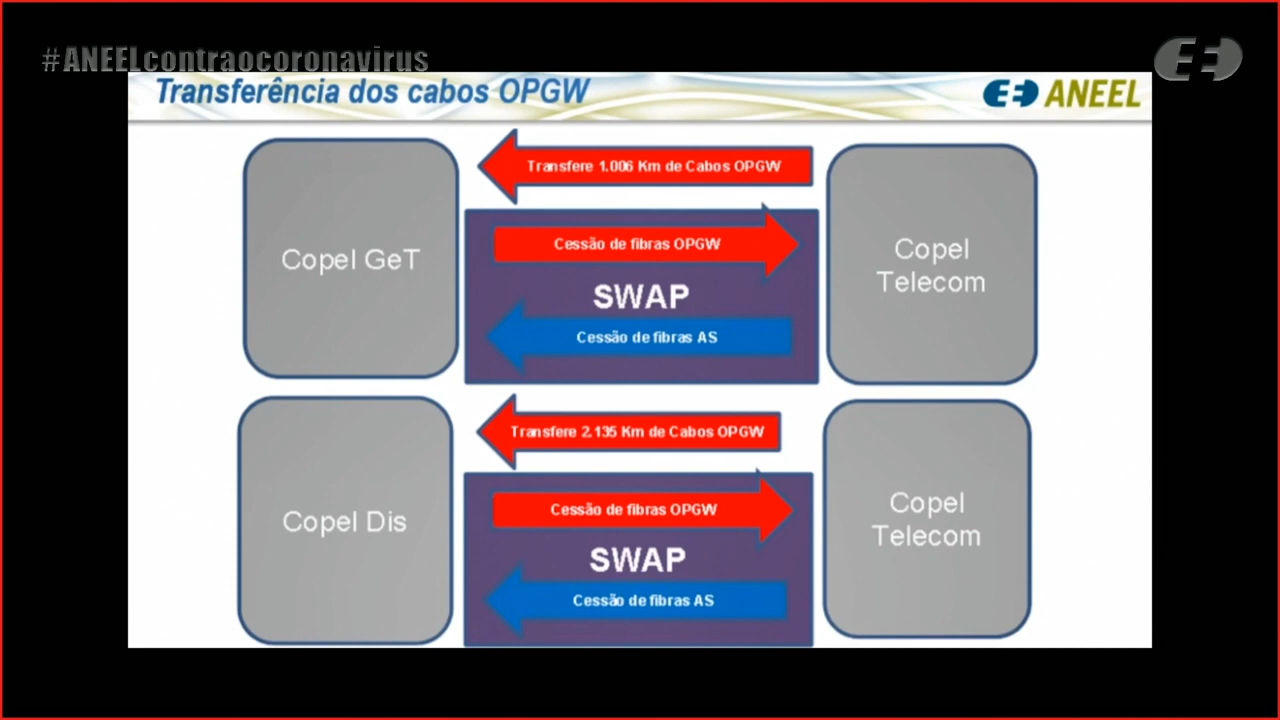 #ANEELcontraocoronavirus
Transferência dos cabos OPGW
ANEEL
Transfere 1.006 Km de Cabos OPGW
Copel GeT
Cessão de fibras OPGW
SWAP
Cessão de fibras AS
Copel
Telecom
Transfere 2.135 Km de Cabos OPGW
Copel Dis
Cessão de fibras OPGW
SWAP
Cessão de fibras AS
Copel
Telecom